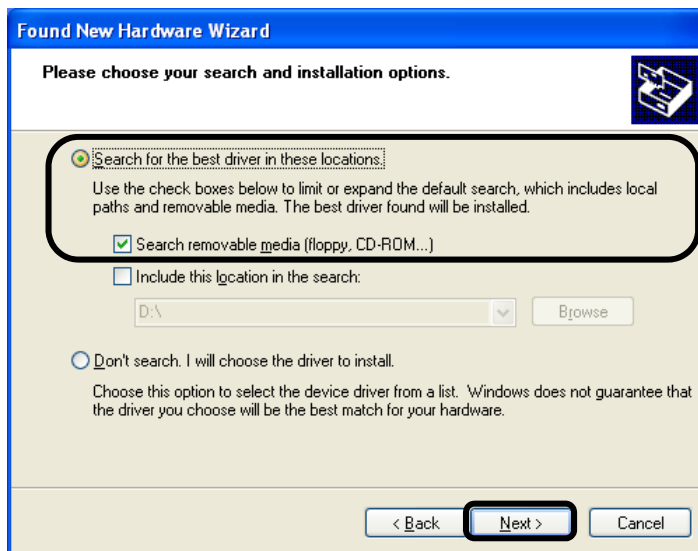 Found New Hardware Wizard
Please choose your search and installation options.
Search for the best driver in these locations.
Use the check boxes below to limit or expand the default search, which includes local
paths and removable media. The best driver found will be installed.
Search removable media (floppy, CD-ROM...)
Include this location in the search:
D:\
Browse
Don't search. I will choose the driver to install.
Choose this option to select the device driver from a list. Windows does not guarantee that
the driver you choose will be the best match for your hardware.
< Back
Next >
Cancel